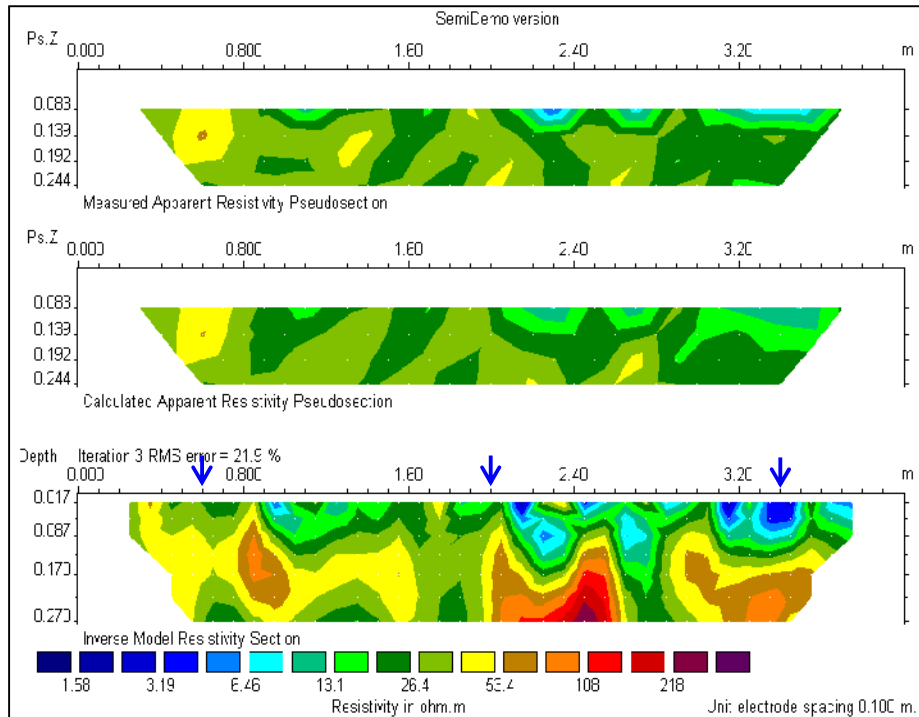 SemiDemo version
Ps.Z 0.000 0.800 1.60 2.40 3.20 m
0.083
0.139
0.192
0.244
Measured Apparent Resistivity Pseudosection
Ps.Z 0.000 0.800 1.60 2.40 3.20 m
0.083
0.139
0.192
0.244
Calculated Apparent Resistivity Pseudosection
Depth Iteration 3 RMS error = 21.9 %
0.000 0.800 1.60 2.40 3.20 m
0.017
0.087
0.173
0.273
Inverse Model Resistivity Section
1.58 3.19 6.46 13.1 26.4 53.4 108 218
Resistivity in ohm.m Unit electrode spacing 0.100 m.